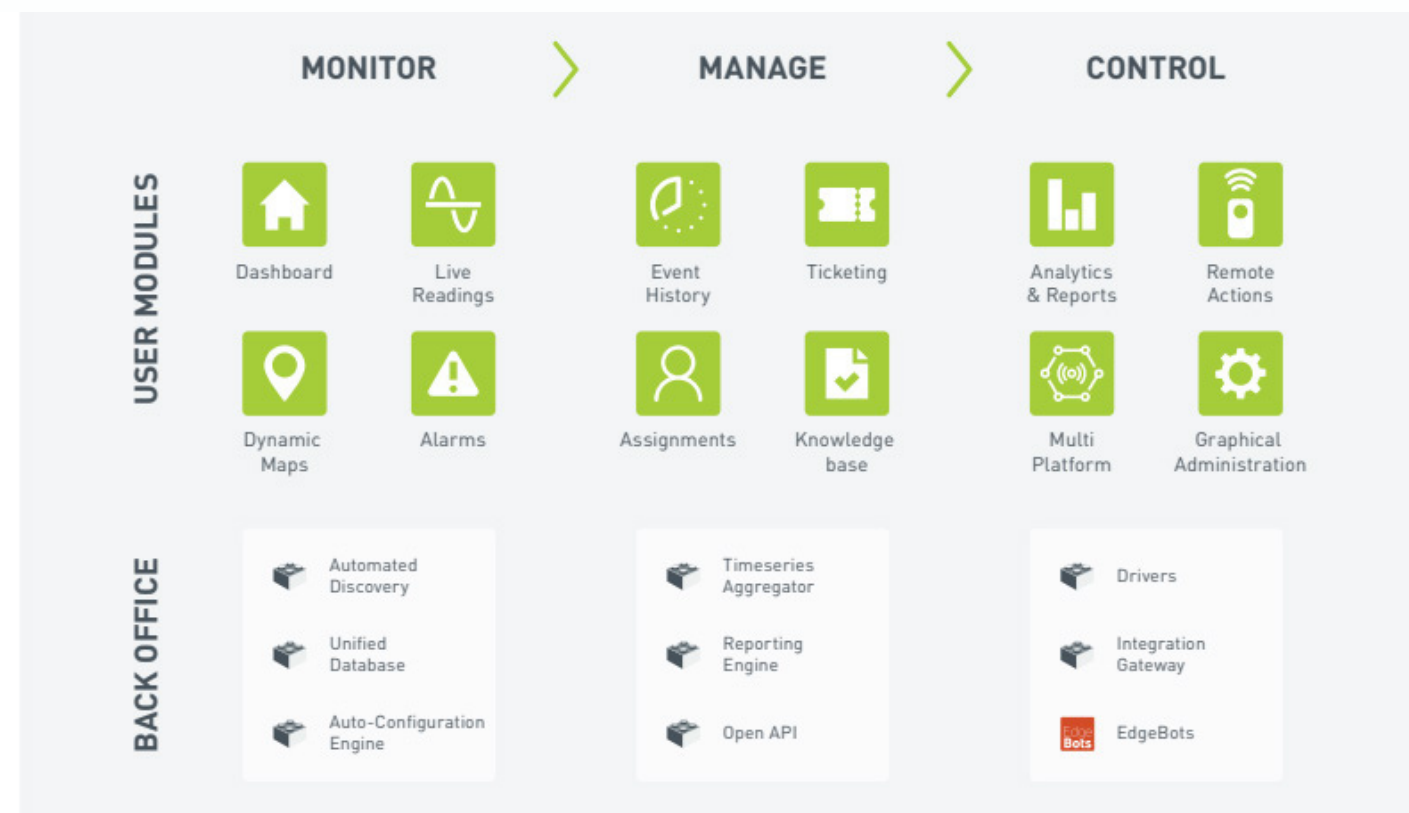 MONITOR
MANAGE
CONTROL
USER MODULES
Dashboard
Live
Readings
Event
History
Ticketing
Analytics
& Reports
Remote
Actions
Dynamic
Maps
Alarms
Assignments
Knowledge
base
Multi
Platform
Graphical
Administration
BACK OFFICE
Automated
Discovery
Unified
Database
Auto-Configuration
Engine
Timeseries
Aggregator
Reporting
Engine
Open API
Drivers
Integration
Gateway
Edge
Bots
EdgeBots